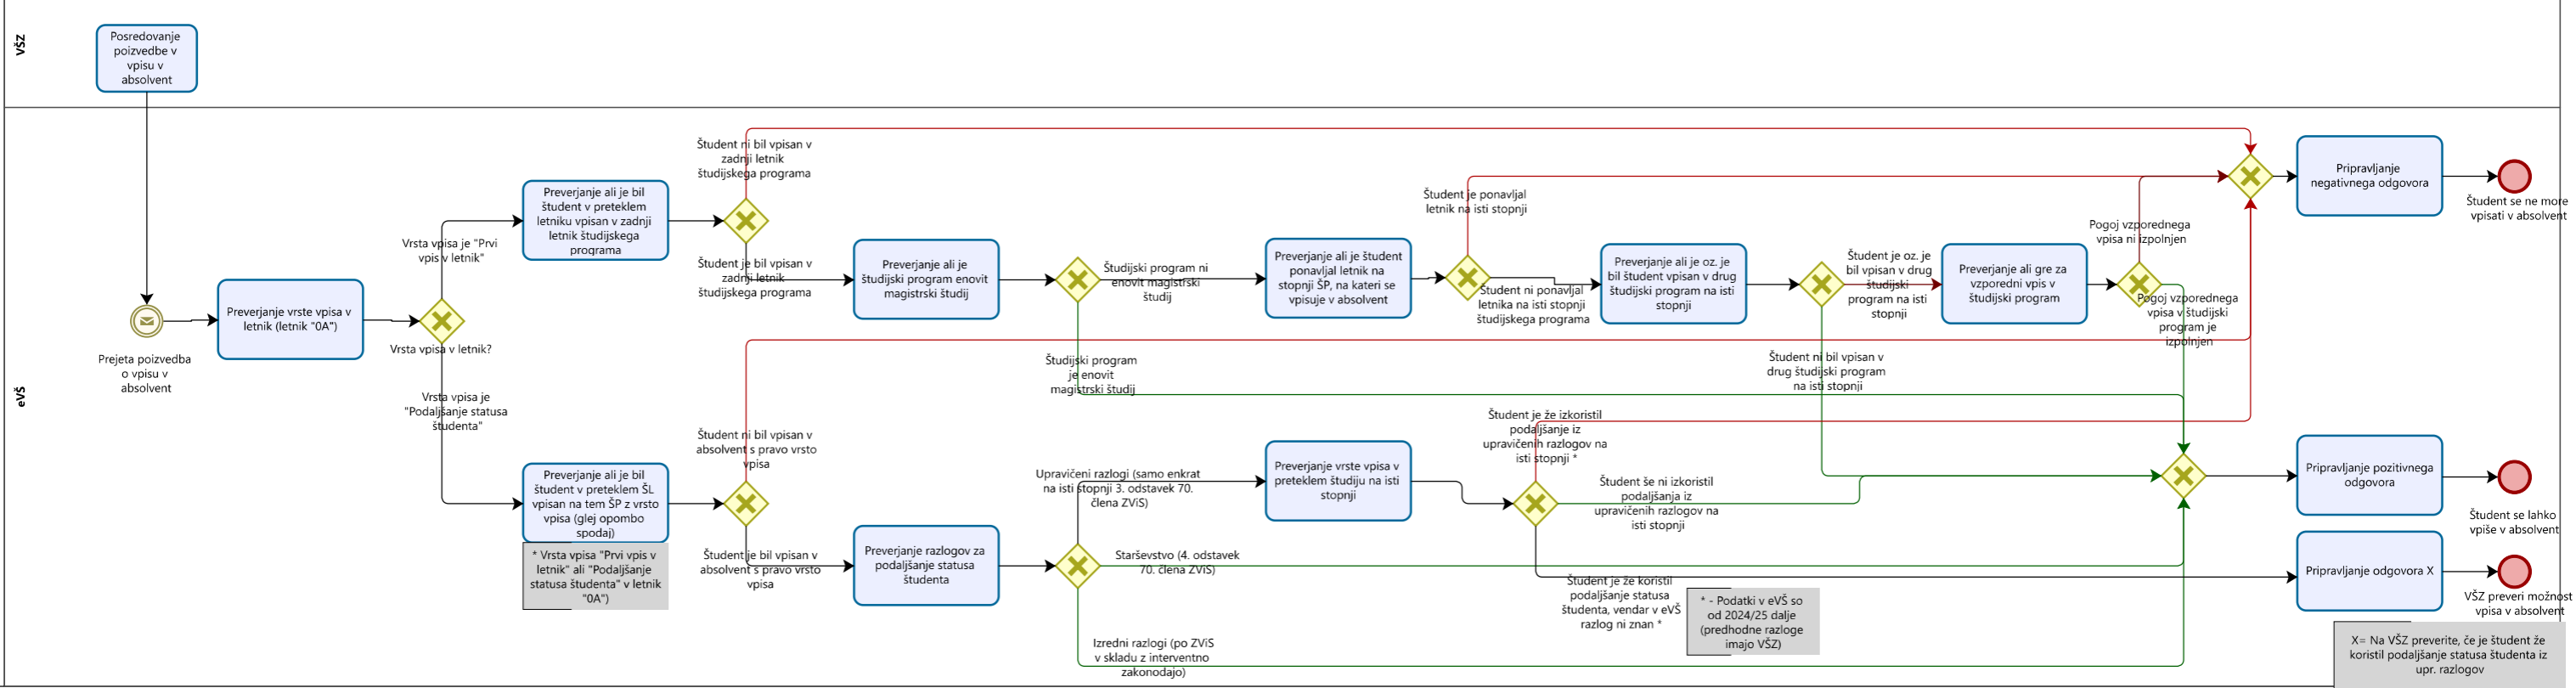 VŠZ
Posredovanje
poizvedbe v
vpisu v
absolvent
eVŠ
Prejeta poizvedba
o vpisu v
absolvent
Preverjanje vrste vpisa v
letnik (letnik "0A")
Vrsta vpisa v letnik?
Vrsta vpisa je "Prvi
vpis v letnik"
Vrsta vpisa je
"Podaljšanje statusa
študenta"
Preverjanje ali je bil
študent v preteklem
letniku vpisan v zadnji
letnik študijskega
programa
Študent ni bil vpisan v
zadnji letnik
študijskega programa
Študent je bil vpisan v
zadnji letnik
študijskega programa
Preverjanje ali je
študijski program enovit
magistrski študij
Študijski program ni
enovit magistrski
študij
Študijski program
je enovit
magistrski študij
Preverjanje ali je študent
ponavljal letnik na
stopnji ŠP, na kateri se
vpisuje v absolvent
Študent je ponavljal
letnik na isti stopnji
Študent ni ponavljal
letnika na isti stopnji
študijskega programa
Preverjanje ali je oz. je
bil študent vpisan v drug
študijski program na isti
stopnji
Študent je oz. je
bil vpisan v drug
študijski
program na isti
stopnji
Študent ni bil vpisan v
drug študijski program
na isti stopnji
Preverjanje ali gre za
vzporedni vpis v
študijski program
Pogoj vzporednega
vpisa ni izpolnjen
Pogoj vzporednega
vpisa v študijski
program je
izpolnjen
Pripravljanje
negativnega odgovora
Študent se ne more
vpisati v absolvent
Preverjanje ali je bil
študent v preteklem ŠL
vpisan na tem ŠP z vrsto
vpisa (glej opombo
spodaj)
* Vrsta vpisa "Prvi vpis v
letnik" ali "Podaljšanje
statusa študenta" v letnik
"0A")
Študent ni bil vpisan v
absolvent s pravo vrsto
vpisa
Študent je bil vpisan v
absolvent s pravo vrsto
vpisa
Preverjanje razlogov za
podaljšanje statusa
študenta
Upravičeni razlogi (samo enkrat
na isti stopnji 3. odstavek 70.
člena ZViS)
Starševstvo (4. odstavek
70. člena ZViS)
Izredni razlogi (po ZViS
v skladu z interventno
zakonodajo)
Preverjanje vrste vpisa v
preteklem študiju na isti
stopnji
Študent je že izkoristil
podaljšanje iz
upravičenih razlogov na
isti stopnji *
Študent še ni izkoristil
podaljšanja iz
upravičenih razlogov na
isti stopnji
Študent je že koristil
podaljšanje statusa
študenta, vendar v eVŠ
razlog ni znan *
* - Podatki v eVŠ so
od 2024/25 dalje
(predhodne razloge
imajo VŠZ)
Pripravljanje pozitivnega
odgovora
Študent se lahko
vpiše v absolvent
Pripravljanje odgovora X
VŠZ preveri možnost
vpisa v absolvent
X= Na VŠZ preverite, če je študent že
koristil podaljšanje statusa študenta iz
upr. razlogov